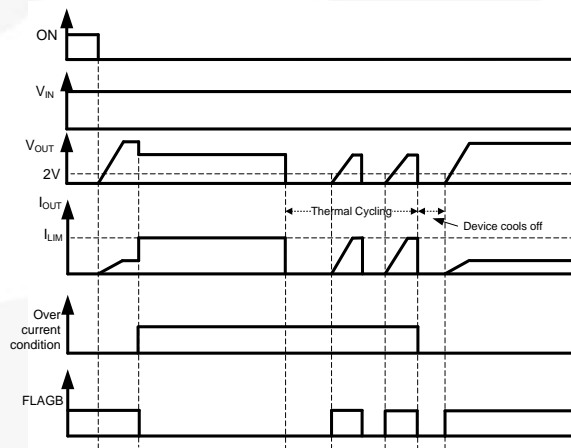 ON
VIN
VOUT
2V
IOUT
Thermal Cycling
ILIM
Device cools off
Over
current
condition
FLAGB